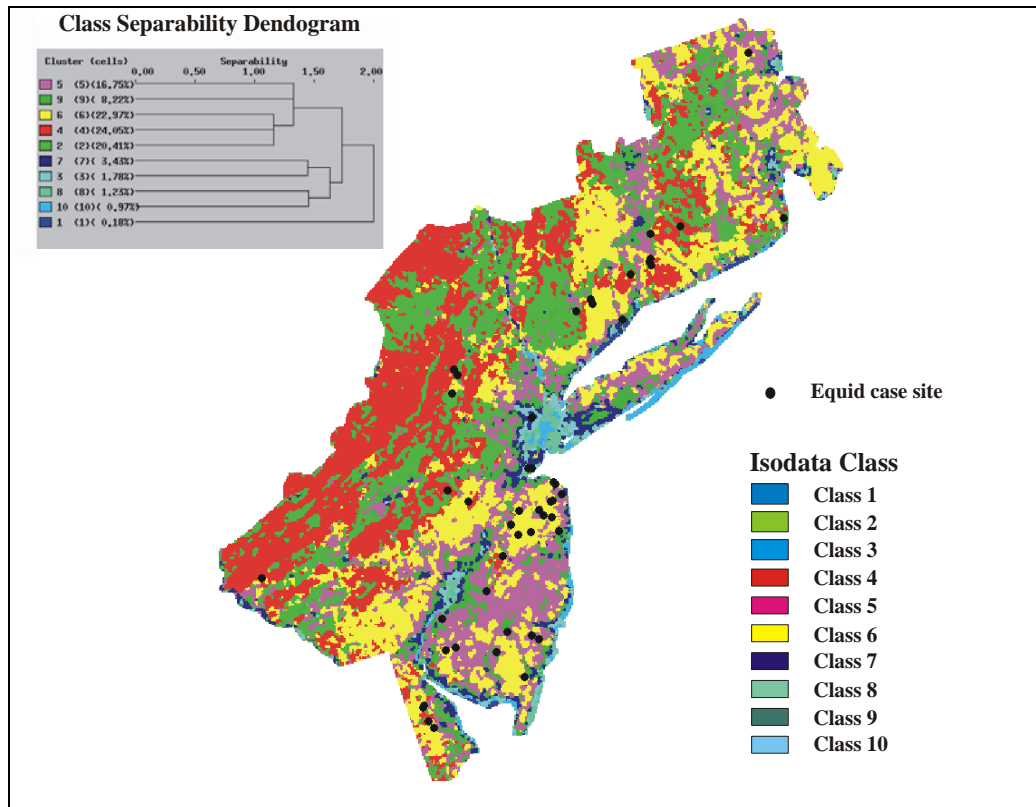 Class Separability Dendogram
Cluster (cells) Separability
0,00 0,50 1,00 1,50 2,00
5 (5)(16,75%)
9 (9)( 8,22%)
6 (6)(22,97%)
4 (4)(24,05%)
2 (2)(20,41%)
7 (7)( 3,43%)
3 (3)( 1,78%)
8 (8)( 1,23%)
10 (10)( 0,97%)
1 (1)( 0,18%)
Equid case site
Isodata Class
Class 1
Class 2
Class 3
Class 4
Class 5
Class 6
Class 7
Class 8
Class 9
Class 10